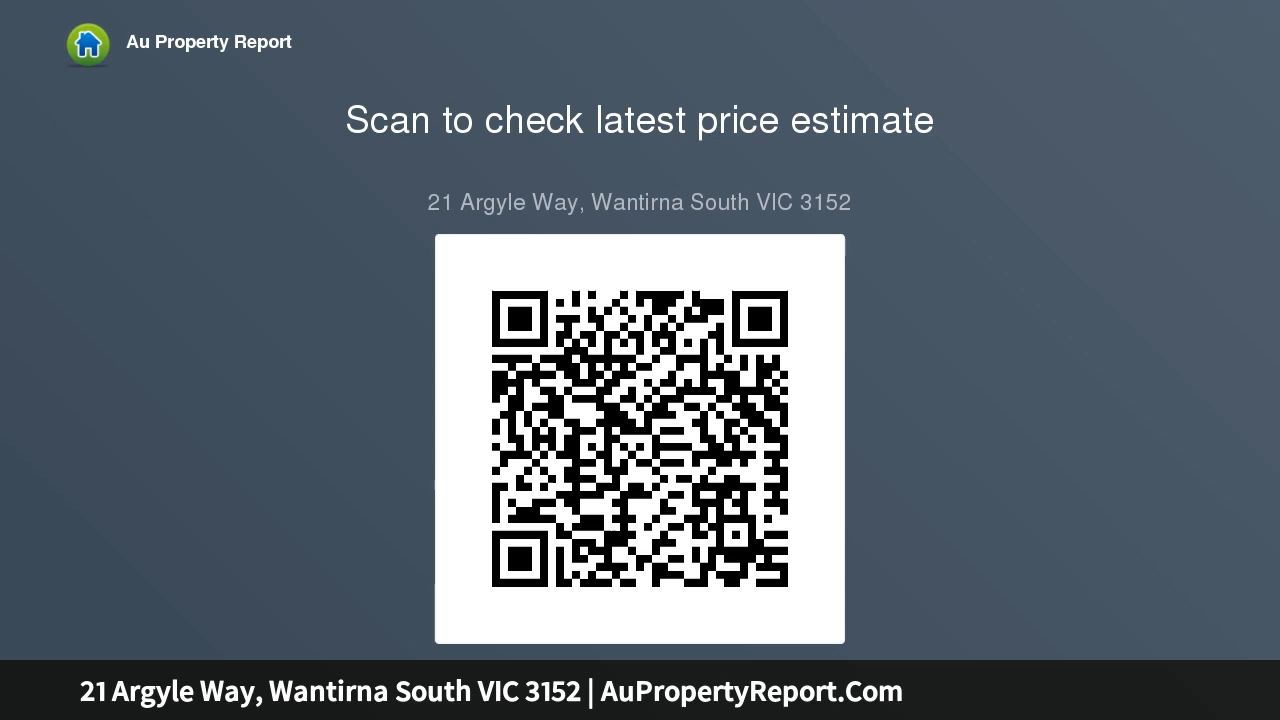 Au Property Report
Scan to check latest price estimate
21 Argyle Way, Wantirna South VIC 3152
21 Argyle Way, Wantirna South VIC 3152 | AuPropertyReport.Com